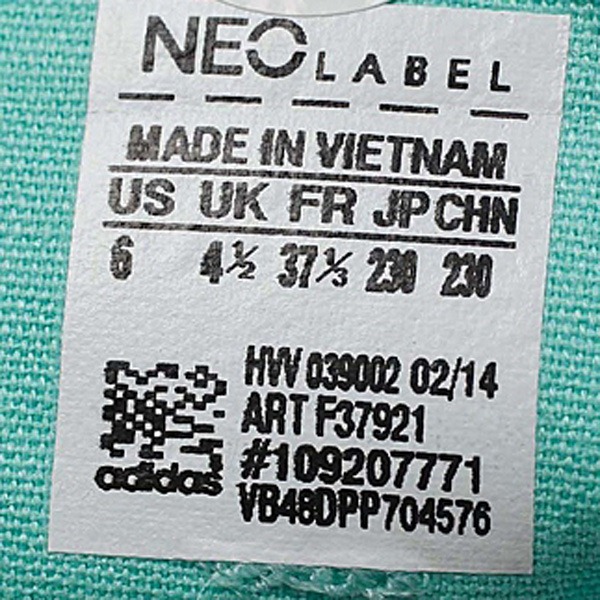 NEO LABEL
MADE IN VIETNAM
US UK FR JP CHN
6 4½ 37⅓ 230 230
HW 039002 02/14
ART F37921
#109207771
adidas
VB48DPP704576